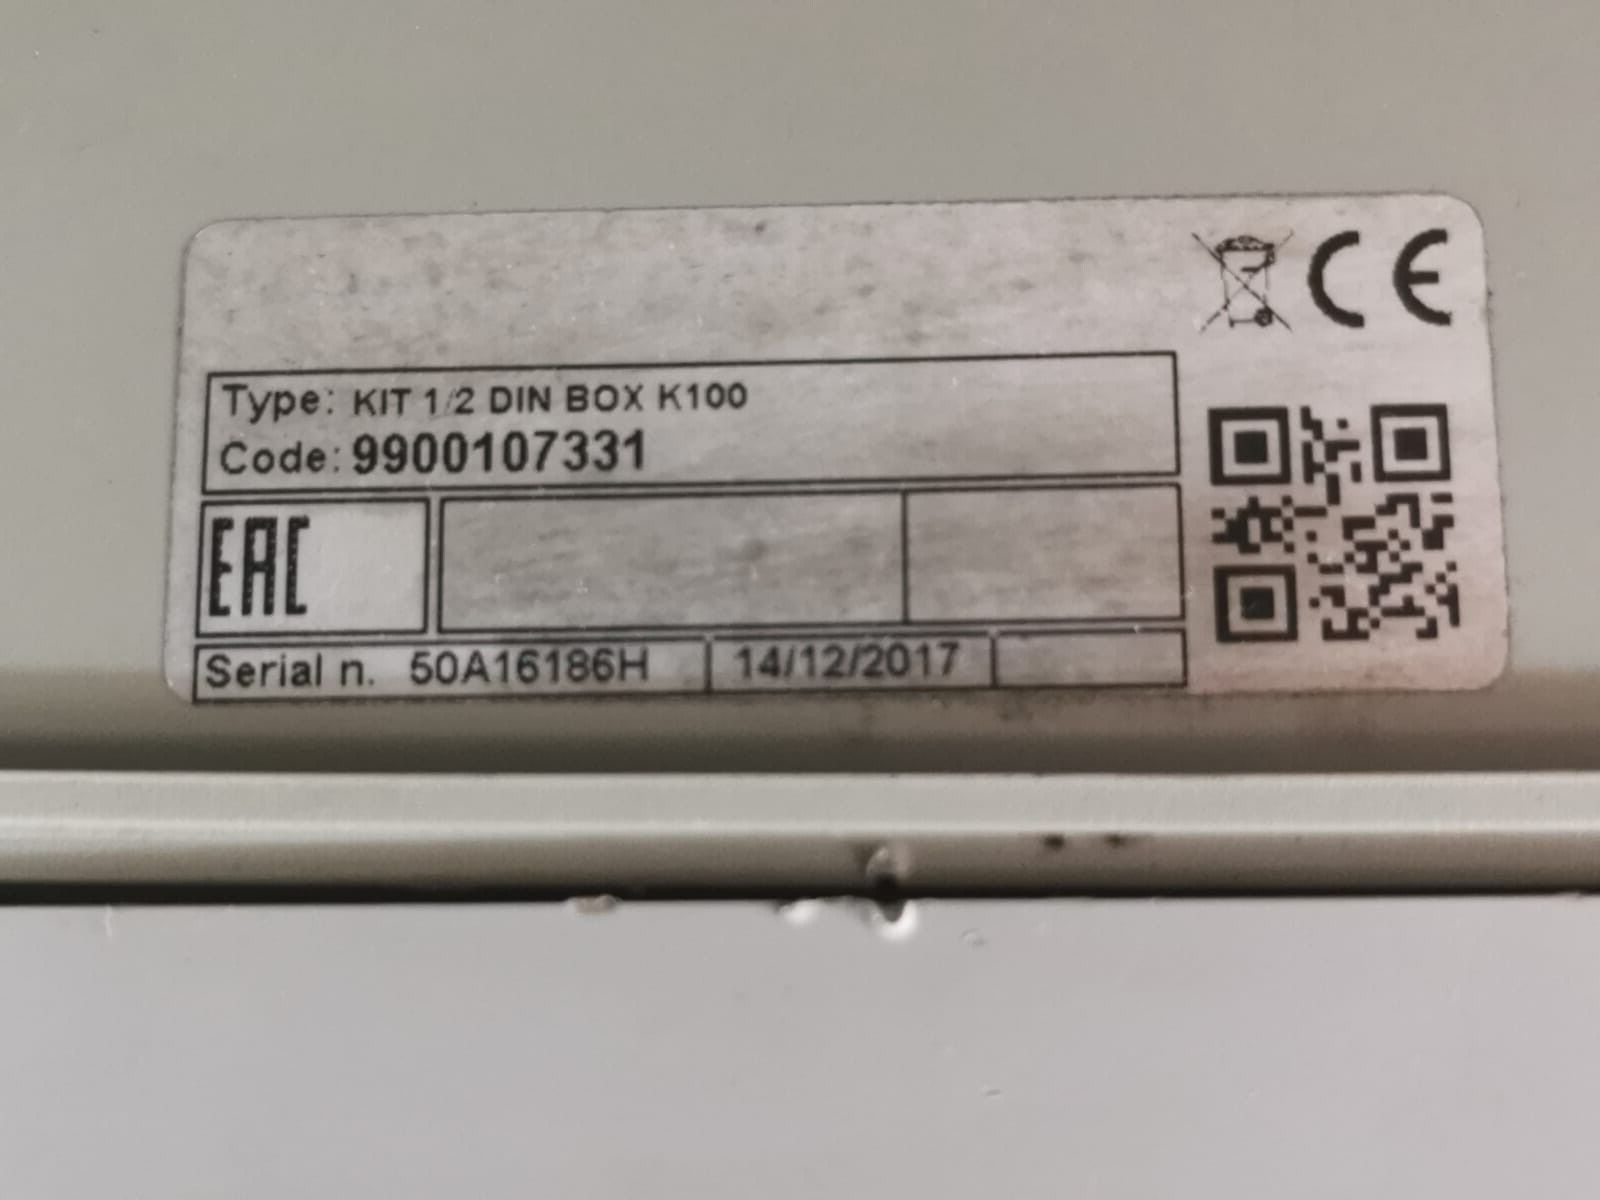 CE
Type: KIT 1/2 DIN BOX K100
Code: 9900107331
EAC
Serial n. 50A16186H 14/12/2017